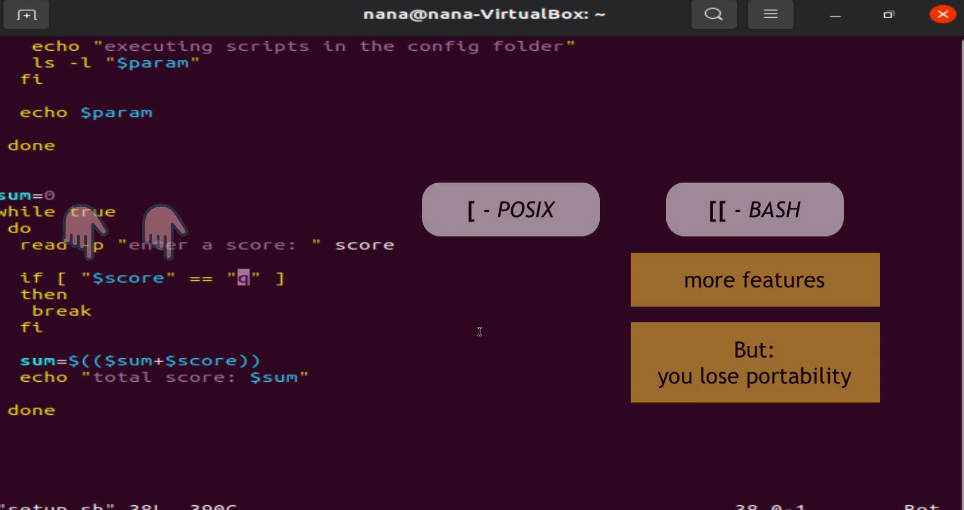 nana@nana-VirtualBox: ~
echo "executing scripts in the config folder"
ls -l "$param"
fi
echo $param
done
sum=0
while true
do
read -p "enter a score: " score
if [ "$score" == "q" ]
then
break
fi
sum=$(($sum+$score))
echo "total score: $sum"
done
[ - POSIX
[[ - BASH
more features
But:
you lose portability
"setup.sh" 38L, 390C
38,0-1
Bot